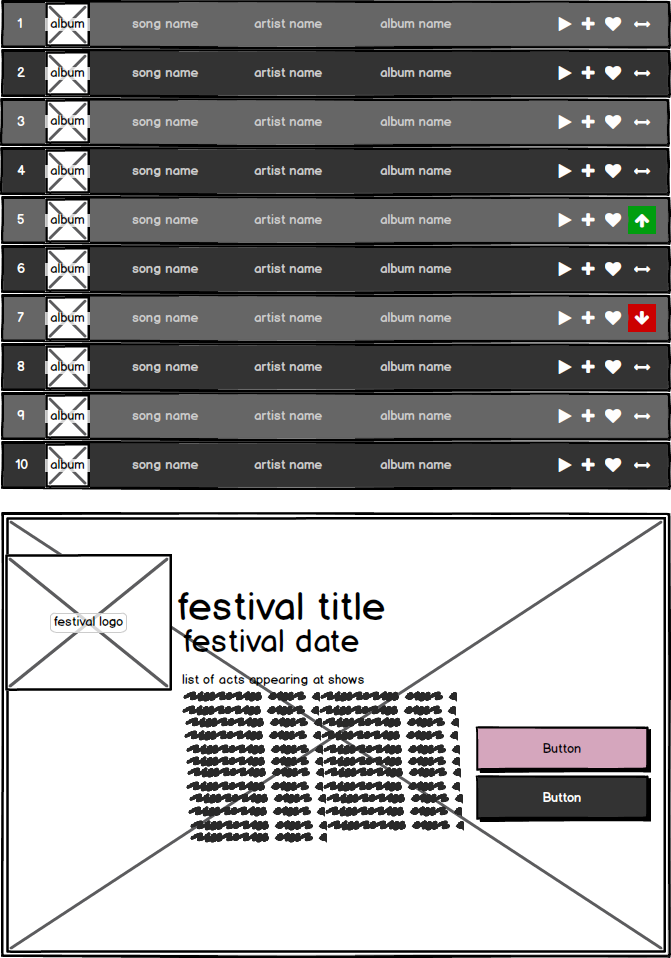 1 album song name artist name album name
2 album song name artist name album name
3 album song name artist name album name
4 album song name artist name album name
5 album song name artist name album name
6 album song name artist name album name
7 album song name artist name album name
8 album song name artist name album name
9 album song name artist name album name
10 album song name artist name album name
festival logo
festival title
festival date
list of acts appearing at shows
Button
Button